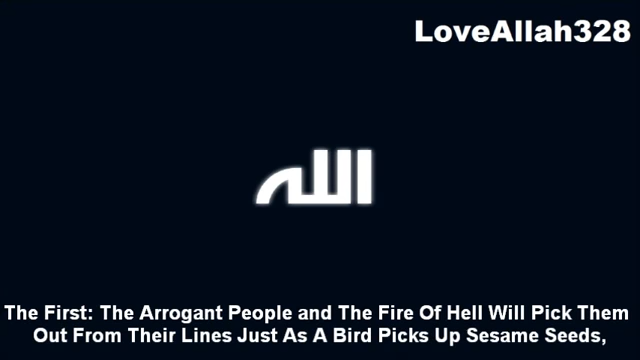 LoveAllah328
الله
The First: The Arrogant People and The Fire Of Hell Will Pick Them
Out From Their Lines Just As A Bird Picks Up Sesame Seeds,